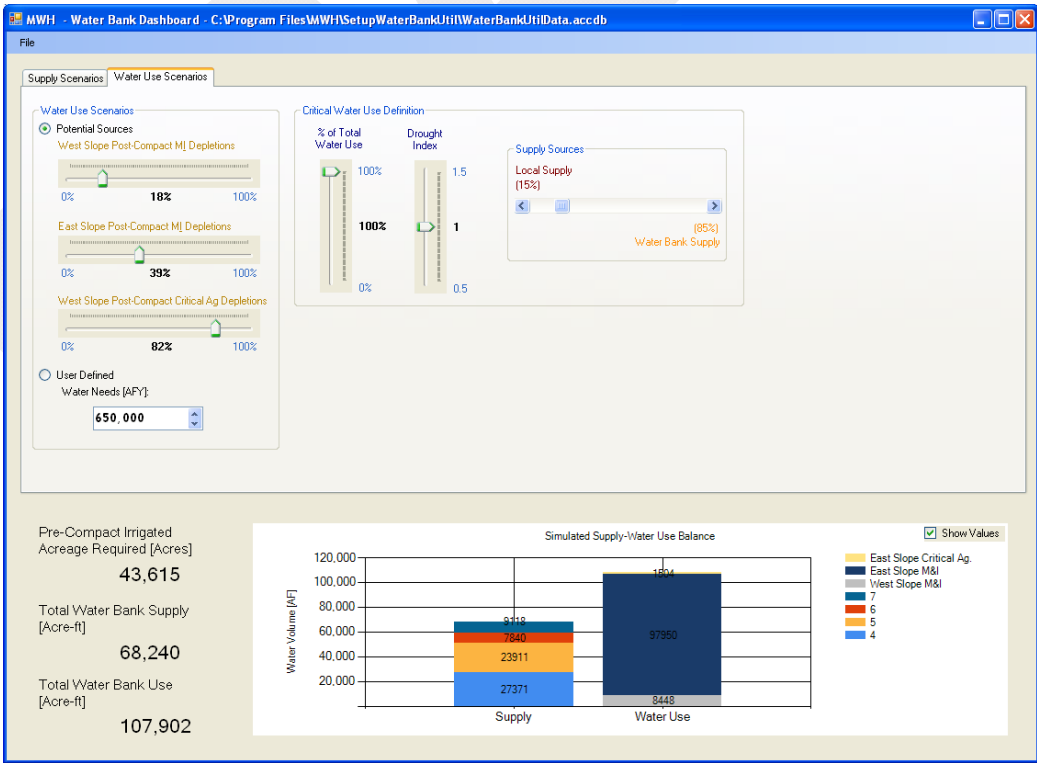 MWH - Water Bank Dashboard - C:\Program Files\MWH\SetupWaterBankUtil\WaterBankUtilData.accdb
File
Supply Scenarios
Water Use Scenarios
Water Use Scenarios
Potential Sources
West Slope Post-Compact MI Depletions
0%
18%
100%
East Slope Post-Compact MI Depletions
0%
39%
100%
West Slope Post-Compact Critical Ag Depletions
0%
82%
100%
User Defined
Water Needs [AFY]:
650,000
Critical Water Use Definition
% of Total
Water Use
100%
100%
0%
Drought
Index
1.5
1
0.5
Supply Sources
Local Supply
(15%)
(85%)
Water Bank Supply
Pre-Compact Irrigated
Acreage Required [Acres]
43,615
Total Water Bank Supply
[Acre-ft]
68,240
Total Water Bank Use
[Acre-ft]
107,902
Simulated Supply-Water Use Balance
Show Values
Water Volume [AF]
120,000
100,000
80,000
60,000
40,000
20,000
9118
7840
23911
27371
1504
97950
8448
Supply
Water Use
East Slope Critical Ag.
East Slope M&I
West Slope M&I
7
6
5
4